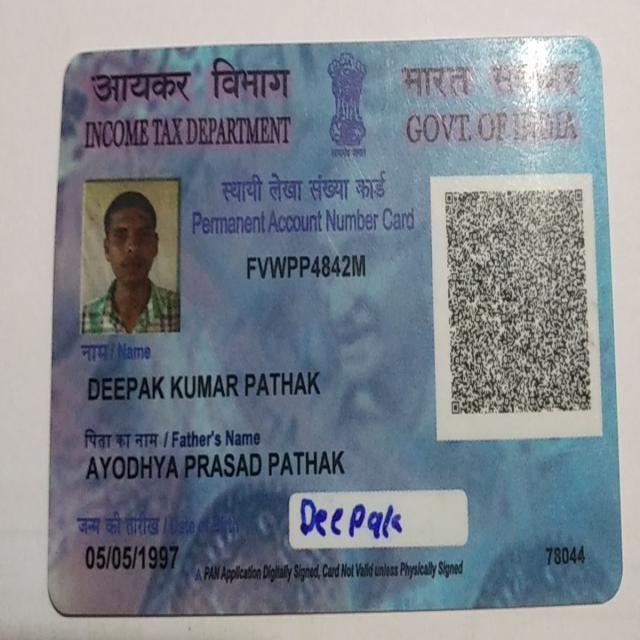 आयकर विभाग
INCOME TAX DEPARTMENT
भारत सरकार
GOVT. OF INDIA
सत्यमेव जयते
स्थायी लेखा संख्या कार्ड
Permanent Account Number Card
FVWPP4842M
नाम / Name
DEEPAK KUMAR PATHAK
पिता का नाम / Father's Name
AYODHYA PRASAD PATHAK
जन्म की तारीख / Date of Birth
05/05/1997
Deepak
PAN Application Digitally Signed, Card Not Valid unless Physically Signed
78044